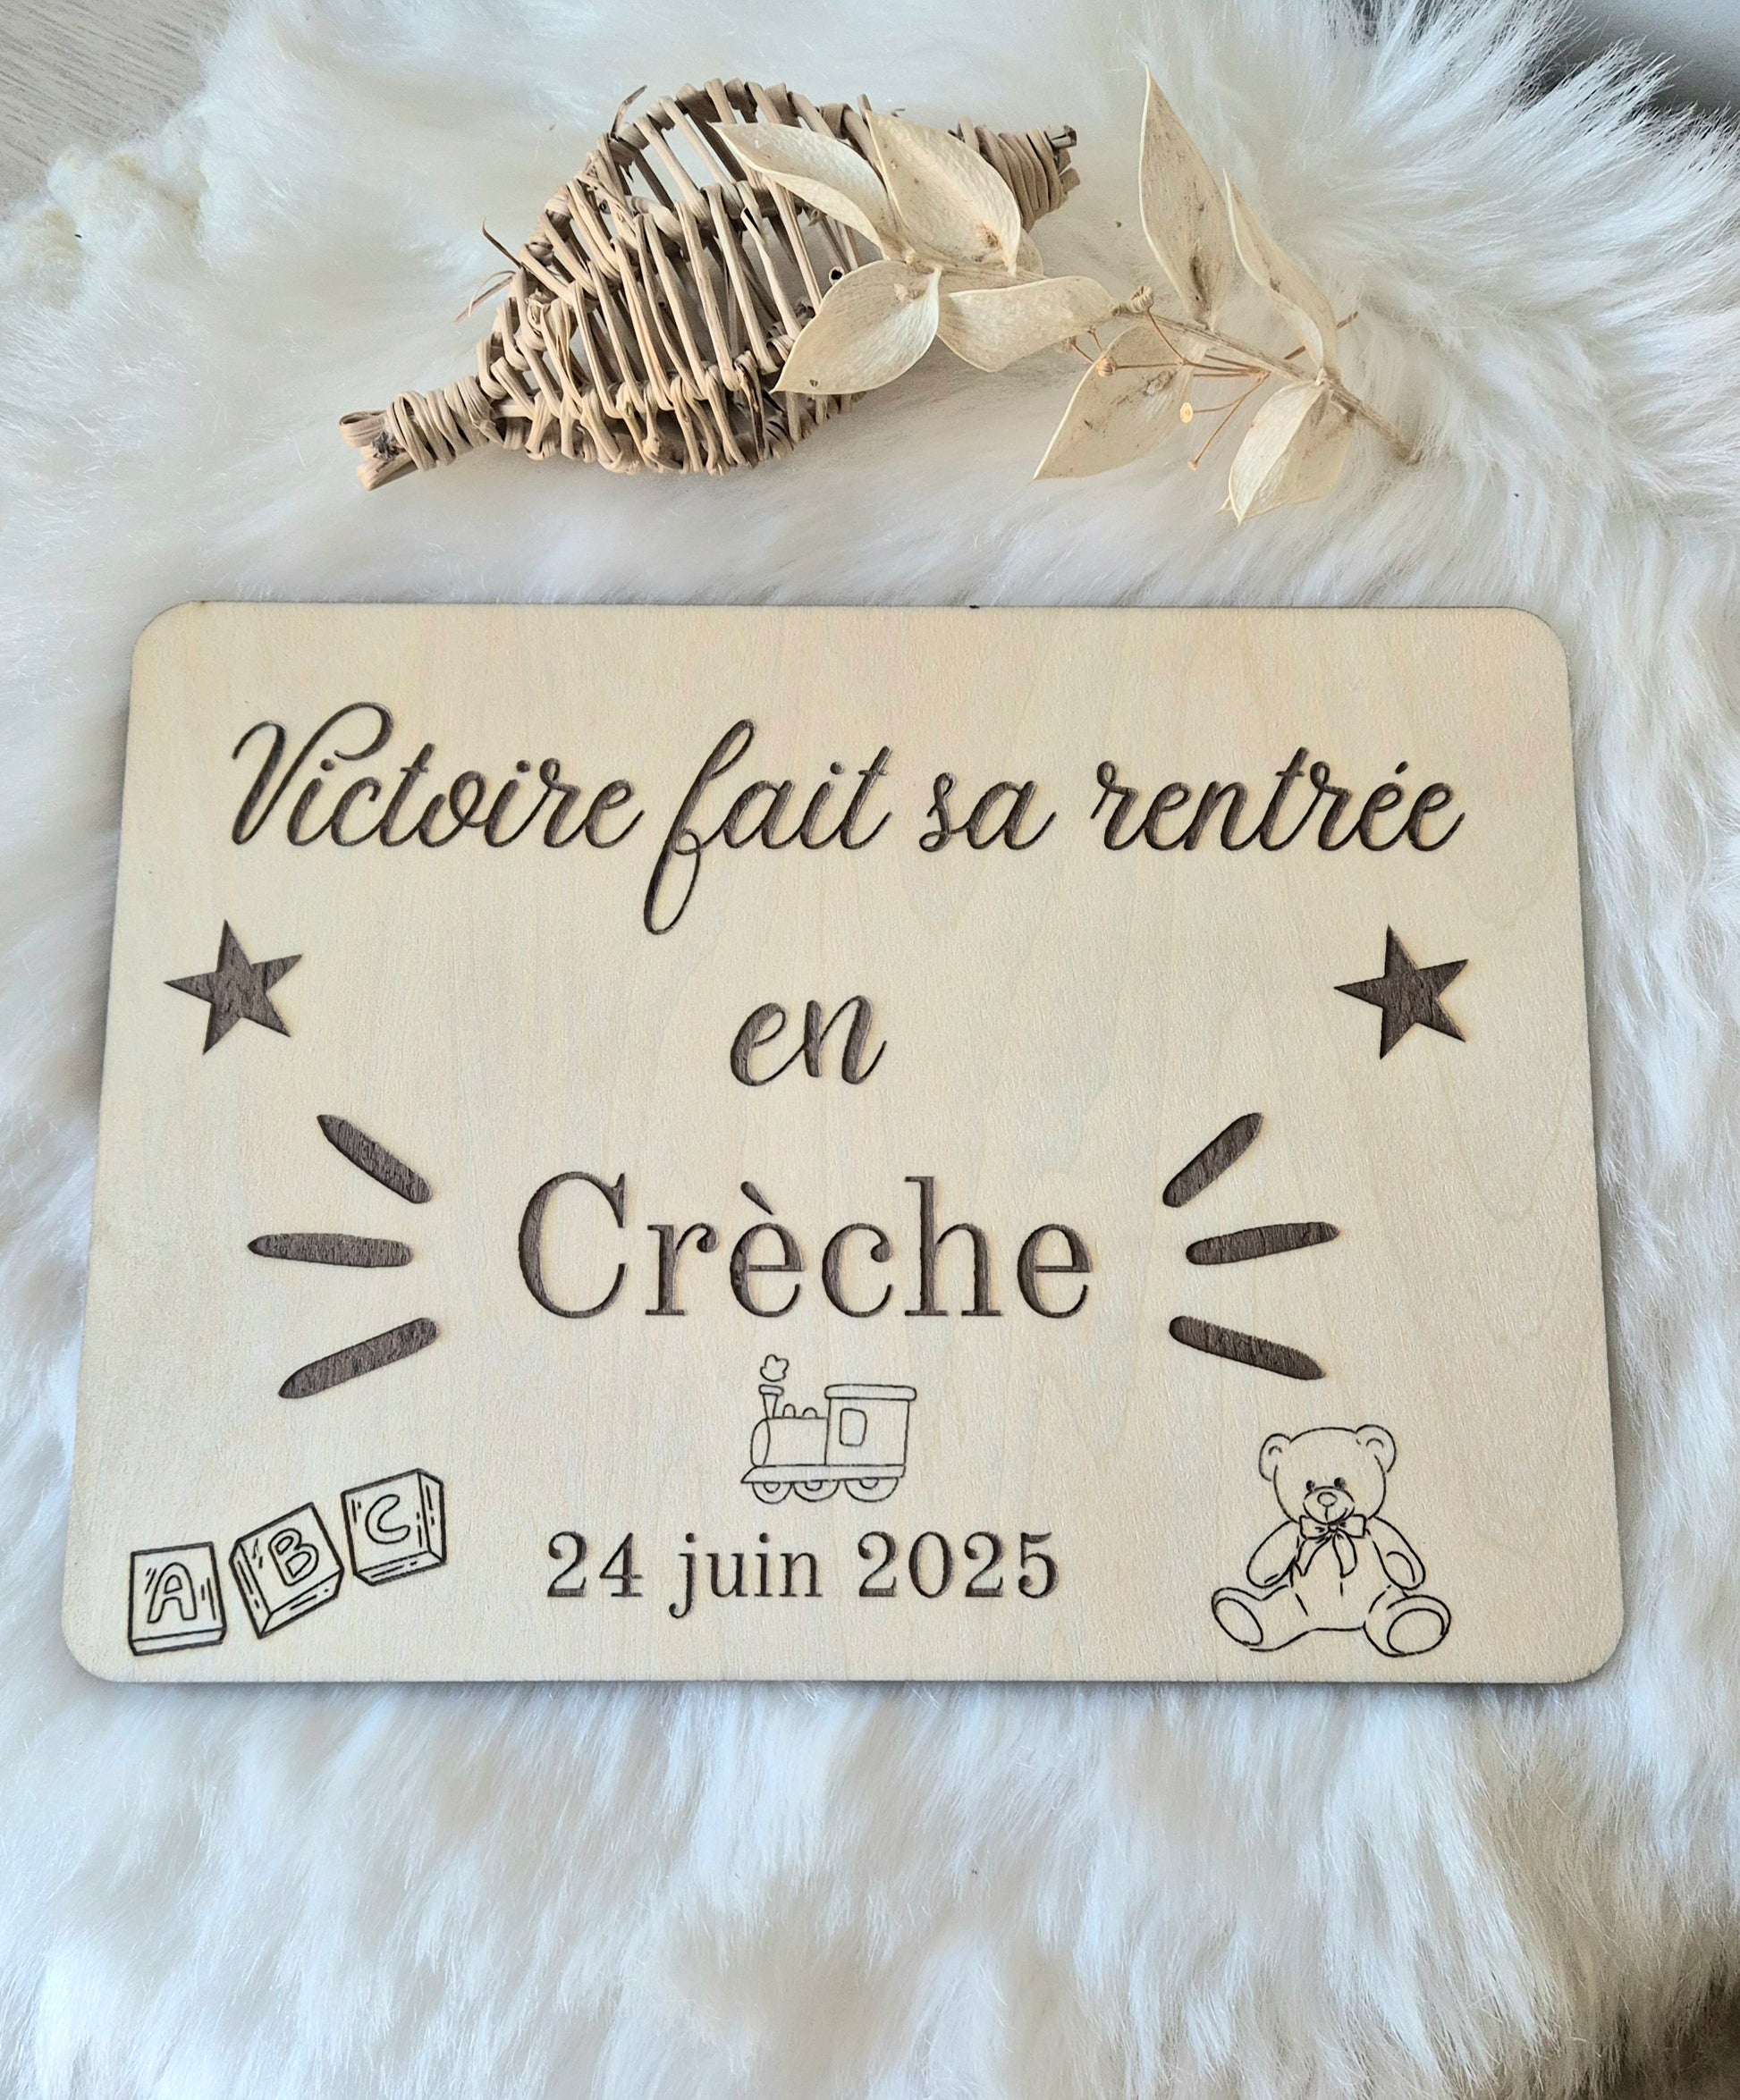 Victoire fait sa rentrée
en
Crèche
A B C
24 juin 2025